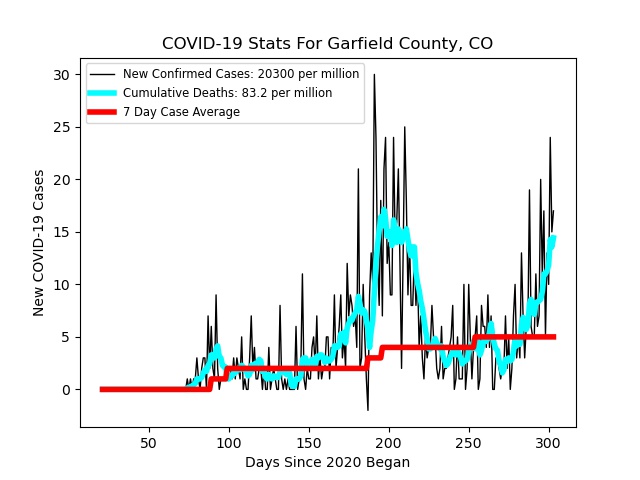 COVID-19 Stats For Garfield County, CO
New Confirmed Cases: 20300 per million
Cumulative Deaths: 83.2 per million
7 Day Case Average
30
25
20
15
10
5
0
New COVID-19 Cases
50 100 150 200 250 300
Days Since 2020 Began